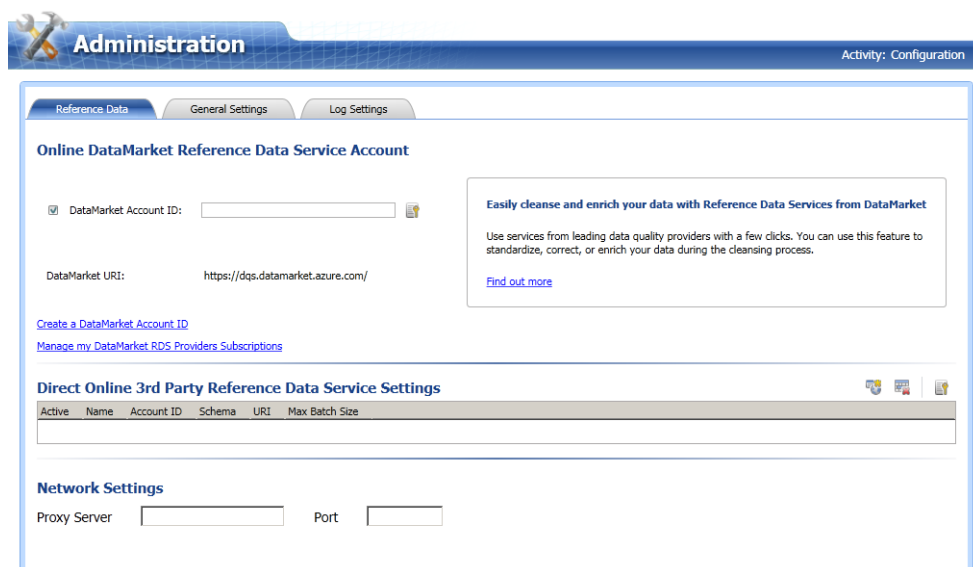 Administration
Activity: Configuration
Reference Data
General Settings
Log Settings
Online DataMarket Reference Data Service Account
DataMarket Account ID:
Easily cleanse and enrich your data with Reference Data Services from DataMarket
Use services from leading data quality providers with a few clicks. You can use this feature to
standardize, correct, or enrich your data during the cleansing process.
DataMarket URI:
https://dqs.datamarket.azure.com/
Find out more
Create a DataMarket Account ID
Manage my DataMarket RDS Providers Subscriptions
Direct Online 3rd Party Reference Data Service Settings
Active Name Account ID Schema URI Max Batch Size
Network Settings
Proxy Server
Port